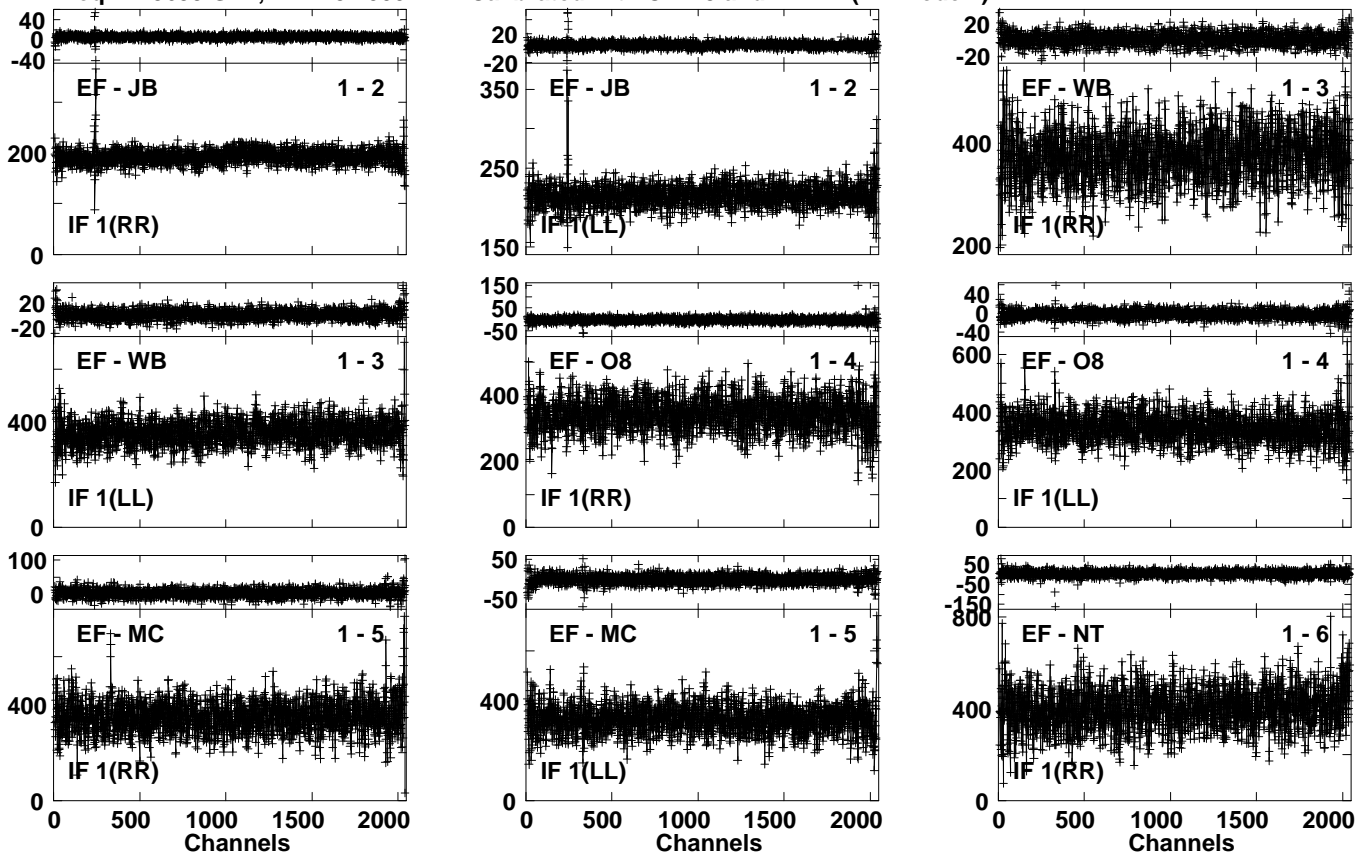 40
0
-40
EF - JB 1 - 2
200
IF 1(RR)
0
20
-20
350
EF - JB 1 - 2
250
IF 1(LL)
150
20
-20
EF - WB 1 - 3
400
200
IF 1(RR)
20
-20
EF - WB 1 - 3
400
IF 1(LL)
0
150
50
-50
EF - O8 1 - 4
400
200
IF 1(RR)
0
40
0
-40
600
EF - O8 1 - 4
400
200
IF 1(LL)
0
100
0
EF - MC 1 - 5
400
IF 1(RR)
0
0 500 1000 1500 2000
Channels
50
-50
EF - MC 1 - 5
400
IF 1(LL)
0
0 500 1000 1500 2000
Channels
50
-50
-150
800
EF - NT 1 - 6
400
IF 1(RR)
0
0 500 1000 1500 2000
Channels